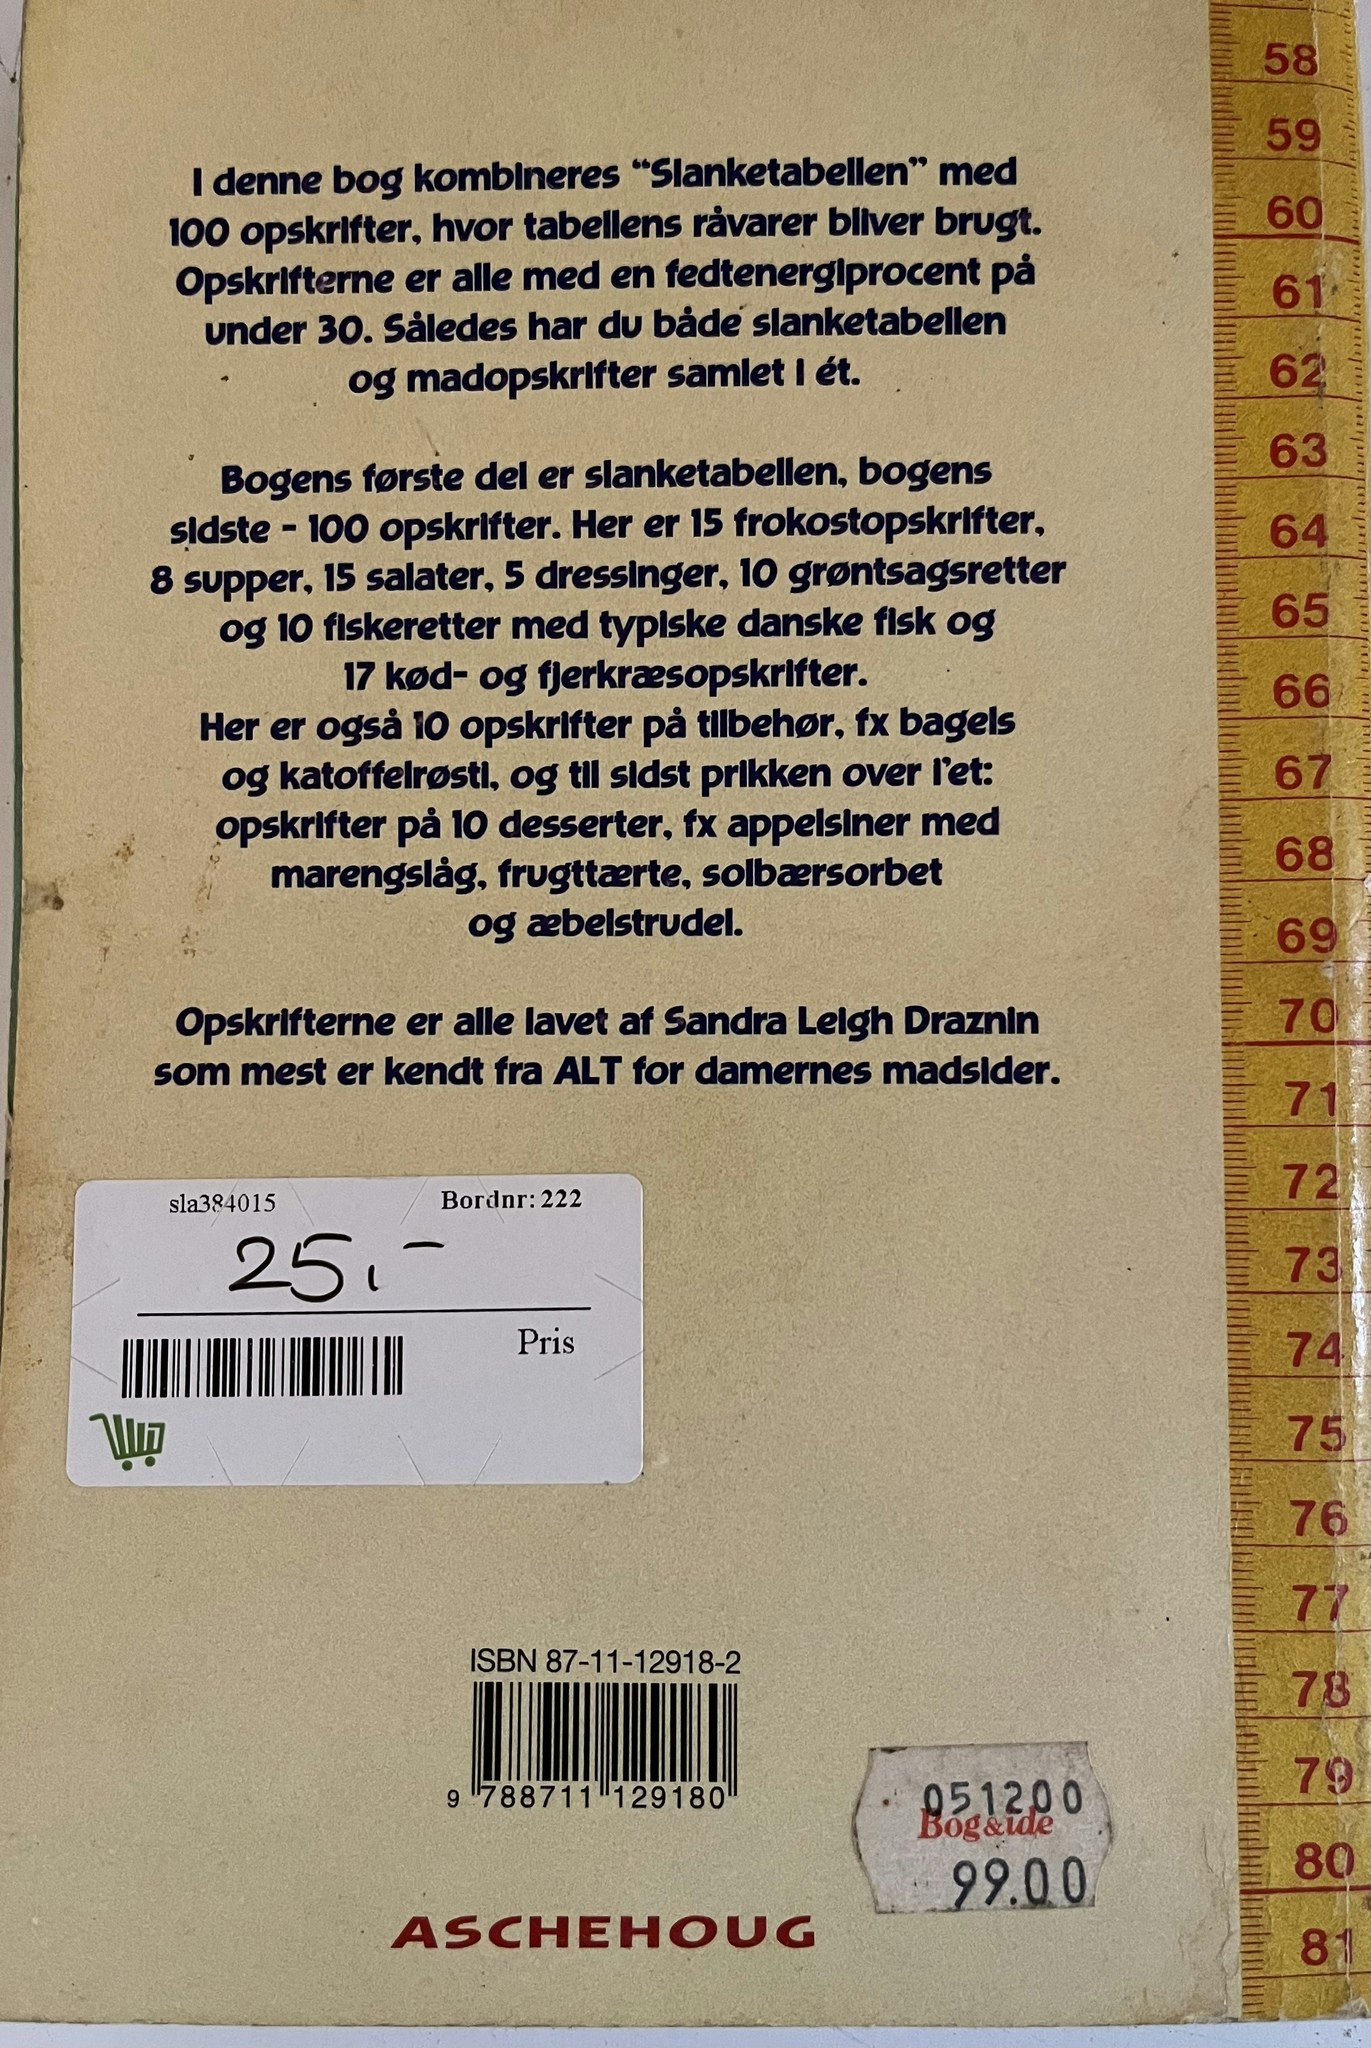 I denne bog kombineres “Slanketabellen” med
100 opskrifter, hvor tabellens råvarer bliver brugt.
Opskrifterne er alle med en fedtenergiprocent på
under 30. Således har du både slanketabellen
og madopskrifter samlet i ét.
Bogens første del er slanketabellen, bogens
sidste - 100 opskrifter. Her er 15 frokostopskrifter,
8 supper, 15 salater, 5 dressinger, 10 grøntsagsretter
og 10 fiskeretter med typiske danske fisk og
17 kød- og fjerkræsopskrifter.
Her er også 10 opskrifter på tilbehør, fx bagels
og katoffelrøsti, og til sidst prikken over i'et:
opskrifter på 10 desserter, fx appelsiner med
marengslåg, frugttærte, solbærsorbet
og æbelstrudel.
Opskrifterne er alle lavet af Sandra Leigh Draznin
som mest er kendt fra ALT for damernes madsider.
sla384015 Bordnr: 222
25,-
Pris
ISBN 87-11-12918-2
9 788711 129180
051200
Bog&ide
99.00
ASCHEHOUG
58
59
60
61
62
63
64
65
66
67
68
69
70
71
72
73
74
75
76
77
78
79
80
81